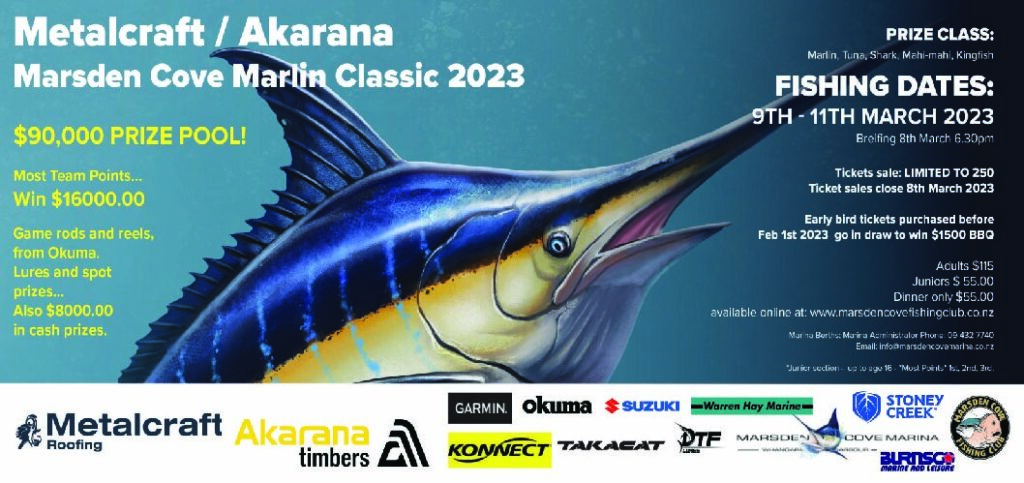 Metalcraft / Akarana
Marsden Cove Marlin Classic 2023
$90,000 PRIZE POOL!
Most Team Points...
Win $16000.00
Game rods and reels,
from Okuma.
Lures and spot
prizes...
Also $8000.00
in cash prizes.
PRIZE CLASS:
Marlin, Tuna, Shark, Mahi-mahi, Kingfish
FISHING DATES:
9TH - 11TH MARCH 2023
Breifing 8th March 6.30pm
Tickets sale: LIMITED TO 250
Ticket sales close 8th March 2023
Early bird tickets purchased before
Feb 1st 2023 go in draw to win $1500 BBQ
Adults $115
Juniors $ 55.00
Dinner only $55.00
available online at: www.marsdencovefishingclub.co.nz
Marina Berths: Marina Administrator Phone: 09 432 7740
Email: info@marsdencovemarina.co.nz
*Junior section - up to age 16 - "Most Points" 1st, 2nd, 3rd.
Metalcraft
Roofing
Akarana
timbers
GARMIN.
Okuma
SUZUKI
Warren Hay Marine
STONEY
CREEK
KONNECT
TAKACAT
DTF
MARSDEN COVE MARINA
WHANGAREI HARBOUR
BURNSCO
MARINE AND LEISURE
MARSDEN COVE
FISHING CLUB